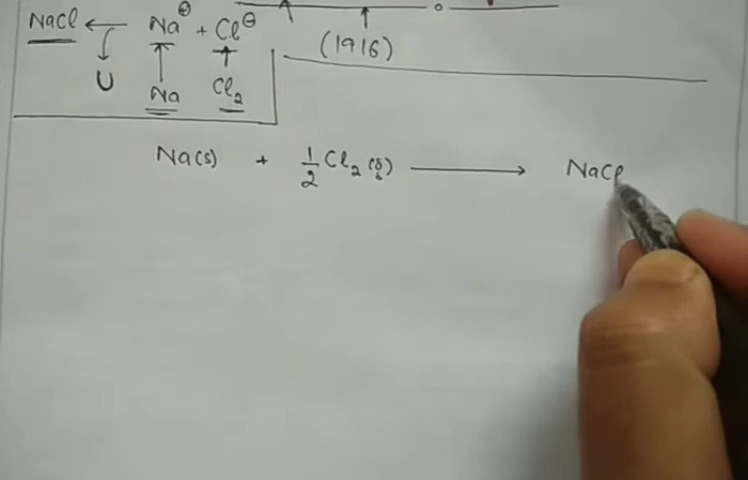 NaCl ← Na⊕ + Cl⊖
(1916)
U Na Cl2
Na(s) + 1/2 Cl2 (g) → NaCl